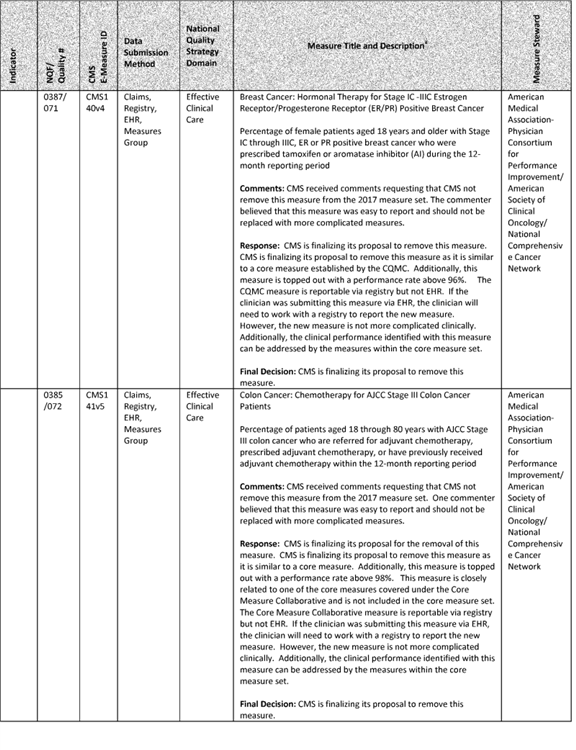 Indicator
NQF/
Quality #
CMS
E-Measure ID
Data
Submission
Method
National
Quality
Strategy
Domain
Measure Title and Description¥
Measure Steward
0387/
071
CMS1
40v4
Claims,
Registry,
EHR,
Measures
Group
Effective
Clinical
Care
Breast Cancer: Hormonal Therapy for Stage IC -IIIC Estrogen
Receptor/Progesterone Receptor (ER/PR) Positive Breast Cancer
Percentage of female patients aged 18 years and older with Stage
IC through IIIC, ER or PR positive breast cancer who were
prescribed tamoxifen or aromatase inhibitor (AI) during the 12-
month reporting period
Comments: CMS received comments requesting that CMS not
remove this measure from the 2017 measure set. The commenter
believed that this measure was easy to report and should not be
replaced with more complicated measures.
Response: CMS is finalizing its proposal to remove this measure.
CMS is finalizing its proposal to remove this measure as it is similar
to a core measure established by the CQMC. Additionally, this
measure is topped out with a performance rate above 96%. The
CQMC measure is reportable via registry but not EHR. If the
clinician was submitting this measure via EHR, the clinician will
need to work with a registry to report the new measure.
However, the new measure is not more complicated clinically.
Additionally, the clinical performance identified with this measure
can be addressed by the measures within the core measure set.
Final Decision: CMS is finalizing its proposal to remove this
measure.
American
Medical
Association-
Physician
Consortium
for
Performance
Improvement/
American
Society of
Clinical
Oncology/
National
Comprehensiv
e Cancer
Network
0385
/072
CMS1
41v5
Claims,
Registry,
EHR,
Measures
Group
Effective
Clinical
Care
Colon Cancer: Chemotherapy for AJCC Stage III Colon Cancer
Patients
Percentage of patients aged 18 through 80 years with AJCC Stage
III colon cancer who are referred for adjuvant chemotherapy,
prescribed adjuvant chemotherapy, or have previously received
adjuvant chemotherapy within the 12-month reporting period
Comments: CMS received comments requesting that CMS not
remove this measure from the 2017 measure set. One commenter
believed that this measure was easy to report and should not be
replaced with more complicated measures.
Response: CMS is finalizing its proposal for the removal of this
measure. CMS is finalizing its proposal to remove this measure as
it is similar to a core measure. Additionally, this measure is topped
out with a performance rate above 98%. This measure is closely
related to one of the core measures covered under the Core
Measure Collaborative and is not included in the core measure set.
The Core Measure Collaborative measure is reportable via registry
but not EHR. If the clinician was submitting this measure via EHR,
the clinician will need to work with a registry to report the new
measure. However, the new measure is not more complicated
clinically. Additionally, the clinical performance identified with this
measure can be addressed by the measures within the core
measure set.
Final Decision: CMS is finalizing its proposal to remove this
measure.
American
Medical
Association-
Physician
Consortium
for
Performance
Improvement/
American
Society of
Clinical
Oncology/
National
Comprehensiv
e Cancer
Network